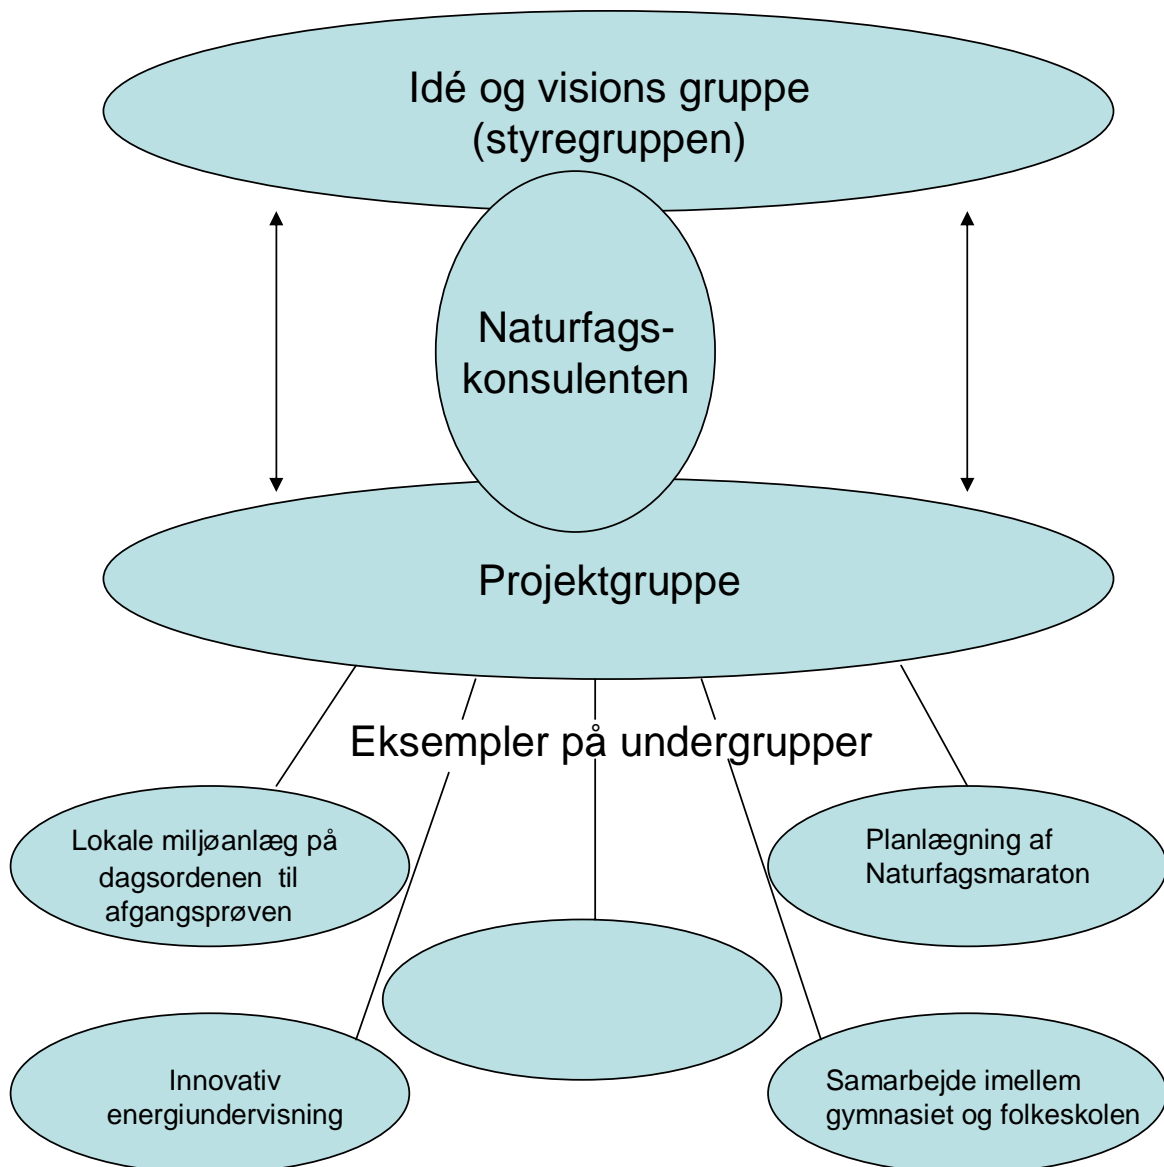 Idé og visions gruppe
(styregruppen)
Naturfags-
konsulenten
Projektgruppe
Eksempler på undergrupper
Lokale miljøanlæg på
dagsordenen til
afgangsprøven
Planlægning af
Naturfagsmaraton
Innovativ
energiundervisning
Samarbejde imellem
gymnasiet og folkeskolen